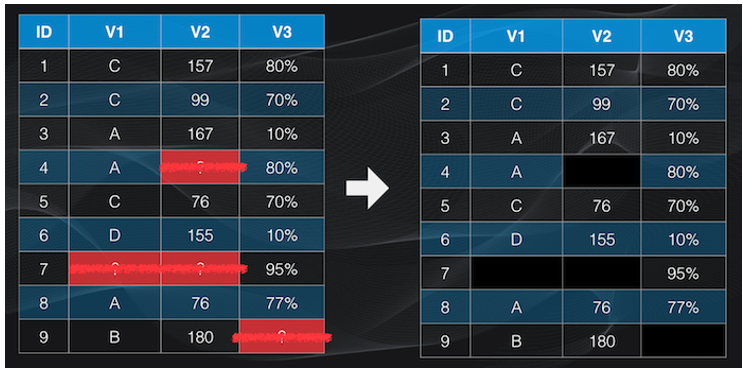 ID V1 V2 V3
1 C 157 80%
2 C 99 70%
3 A 167 10%
4 A ? 80%
5 C 76 70%
6 D 155 10%
7 ? ? 95%
8 A 76 77%
9 B 180 ?
ID V1 V2 V3
1 C 157 80%
2 C 99 70%
3 A 167 10%
4 A 80%
5 C 76 70%
6 D 155 10%
7 95%
8 A 76 77%
9 B 180